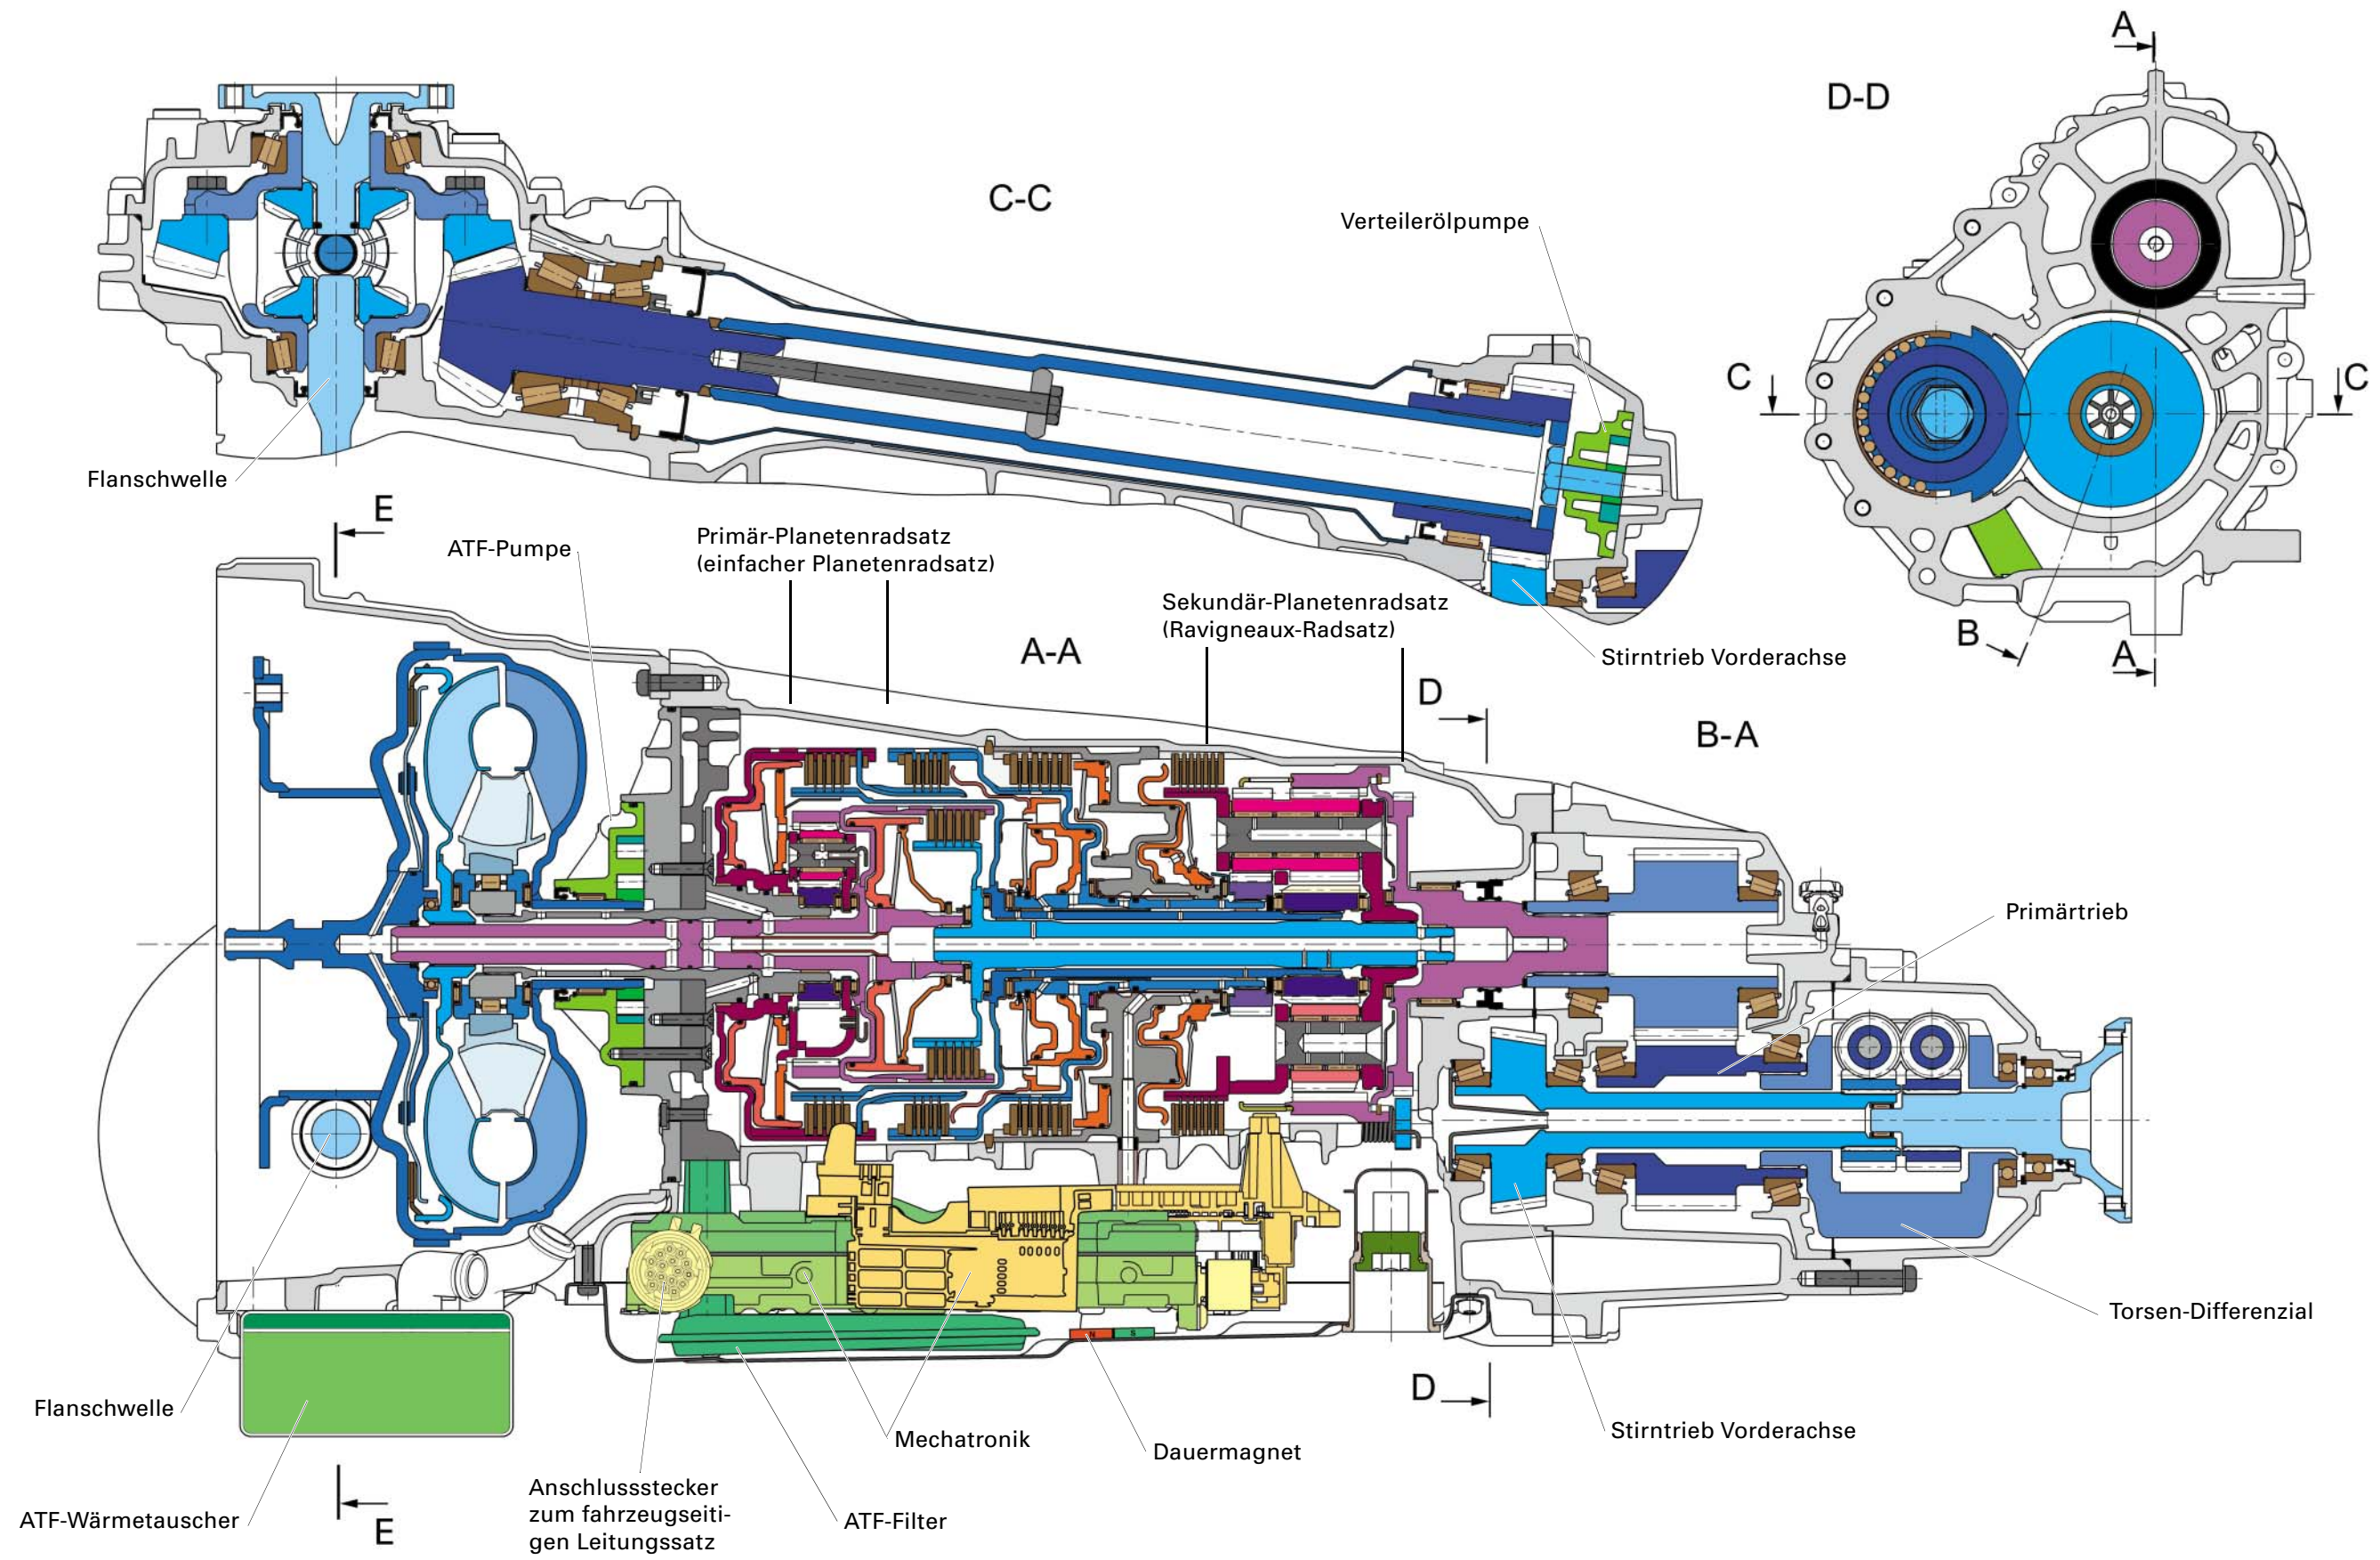 A
D-D
C-C
Verteilerölpumpe
C
C
Flanschwelle
E
ATF-Pumpe
Primär-Planetenradsatz
(einfacher Planetenradsatz)
Sekundär-Planetenradsatz
(Ravigneaux-Radsatz)
A-A
B
A
Stirntrieb Vorderachse
D
B-A
Primärtrieb
Torsen-Differenzial
N
S
D
Flanschwelle
Stirntrieb Vorderachse
Mechatronik
Dauermagnet
Anschlussstecker
zum fahrzeugseiti-
gen Leitungssatz
ATF-Wärmetauscher
ATF-Filter
E